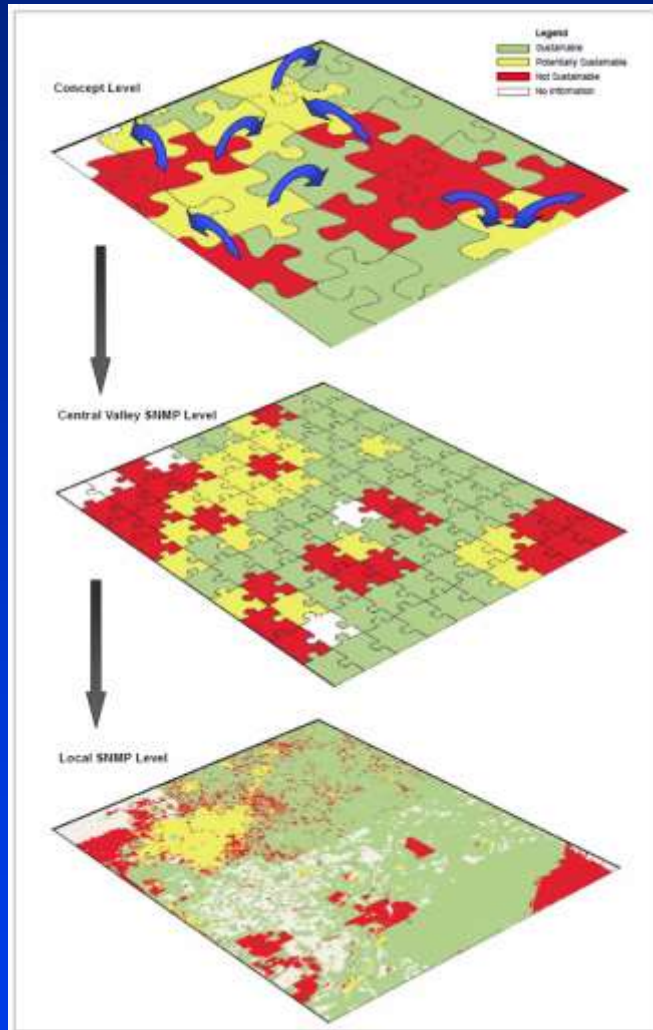 Legend
Sustainable
Potentially Sustainable
Not Sustainable
No Information
Concept Level
Central Valley SNMP Level
Local SNMP Level